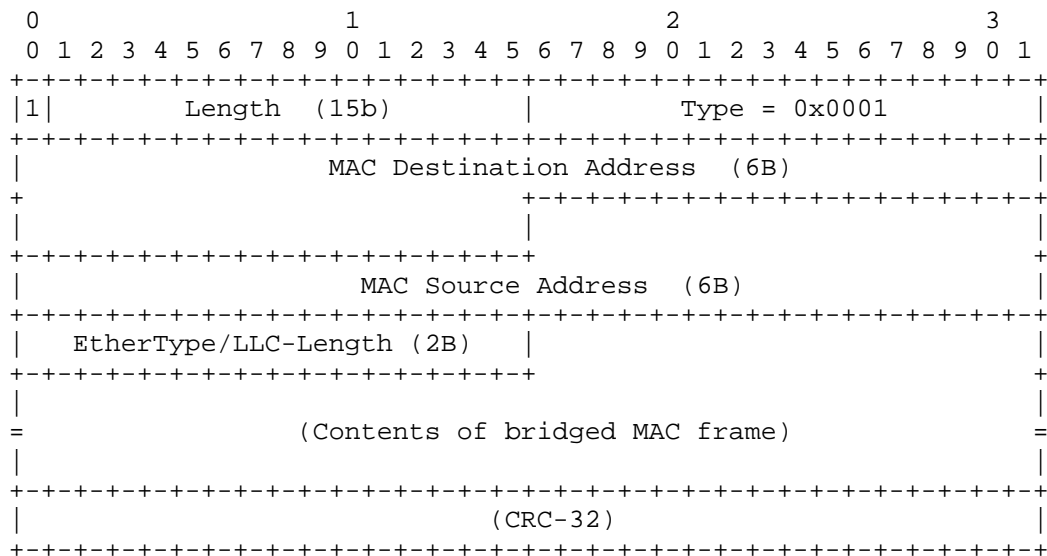 0                   1                   2                   3
 0 1 2 3 4 5 6 7 8 9 0 1 2 3 4 5 6 7 8 9 0 1 2 3 4 5 6 7 8 9 0 1
+-+-+-+-+-+-+-+-+-+-+-+-+-+-+-+-+-+-+-+-+-+-+-+-+-+-+-+-+-+-+-+-+
|1|        Length  (15b)        |         Type = 0x0001         |
+-+-+-+-+-+-+-+-+-+-+-+-+-+-+-+-+-+-+-+-+-+-+-+-+-+-+-+-+-+-+-+-+
|                   MAC Destination Address  (6B)               |
+                               +-+-+-+-+-+-+-+-+-+-+-+-+-+-+-+-+
|                               |                               |
+-+-+-+-+-+-+-+-+-+-+-+-+-+-+-+-+                               +
|                     MAC Source Address  (6B)                  |
+-+-+-+-+-+-+-+-+-+-+-+-+-+-+-+-+-+-+-+-+-+-+-+-+-+-+-+-+-+-+-+-+
|   EtherType/LLC-Length (2B)   |                               |
+-+-+-+-+-+-+-+-+-+-+-+-+-+-+-+-+                               +
|                                                               |
=                 (Contents of bridged MAC frame)               =
|                                                               |
+-+-+-+-+-+-+-+-+-+-+-+-+-+-+-+-+-+-+-+-+-+-+-+-+-+-+-+-+-+-+-+-+
|                             (CRC-32)                          |
+-+-+-+-+-+-+-+-+-+-+-+-+-+-+-+-+-+-+-+-+-+-+-+-+-+-+-+-+-+-+-+-+